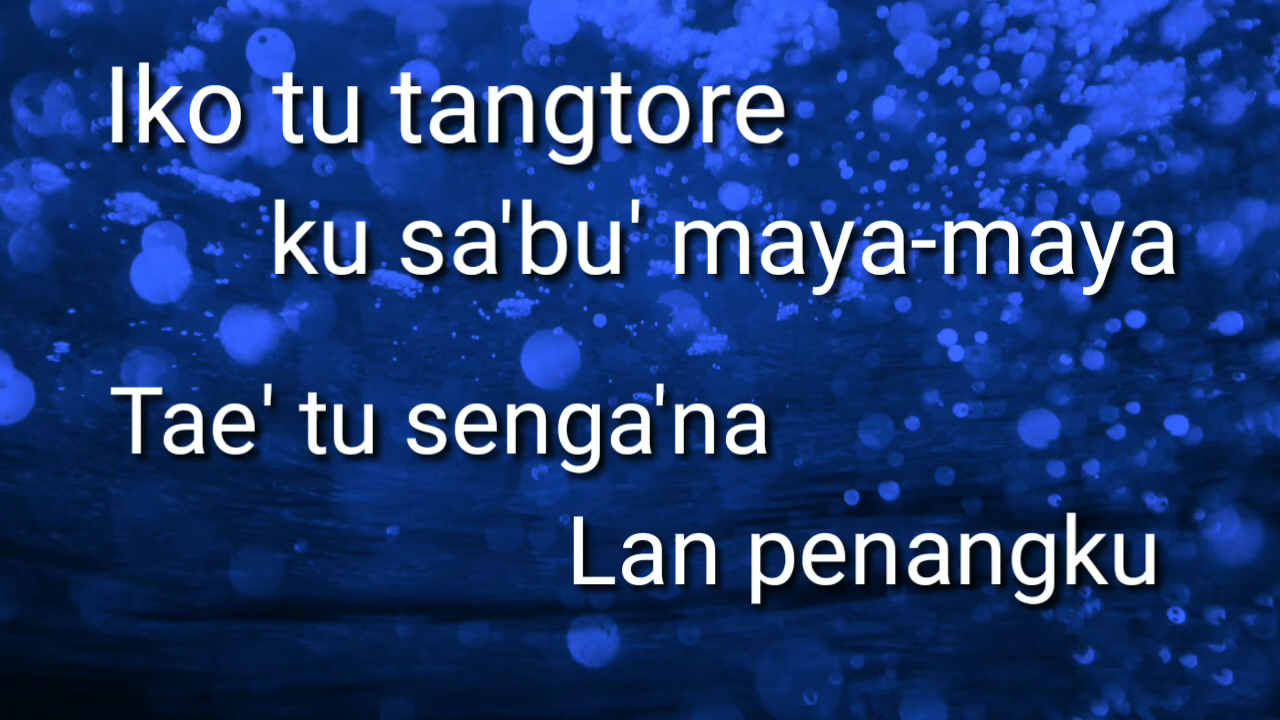 Iko tu tangtore
ku sa'bu' maya-maya
Tae' tu senga'na
Lan penangku